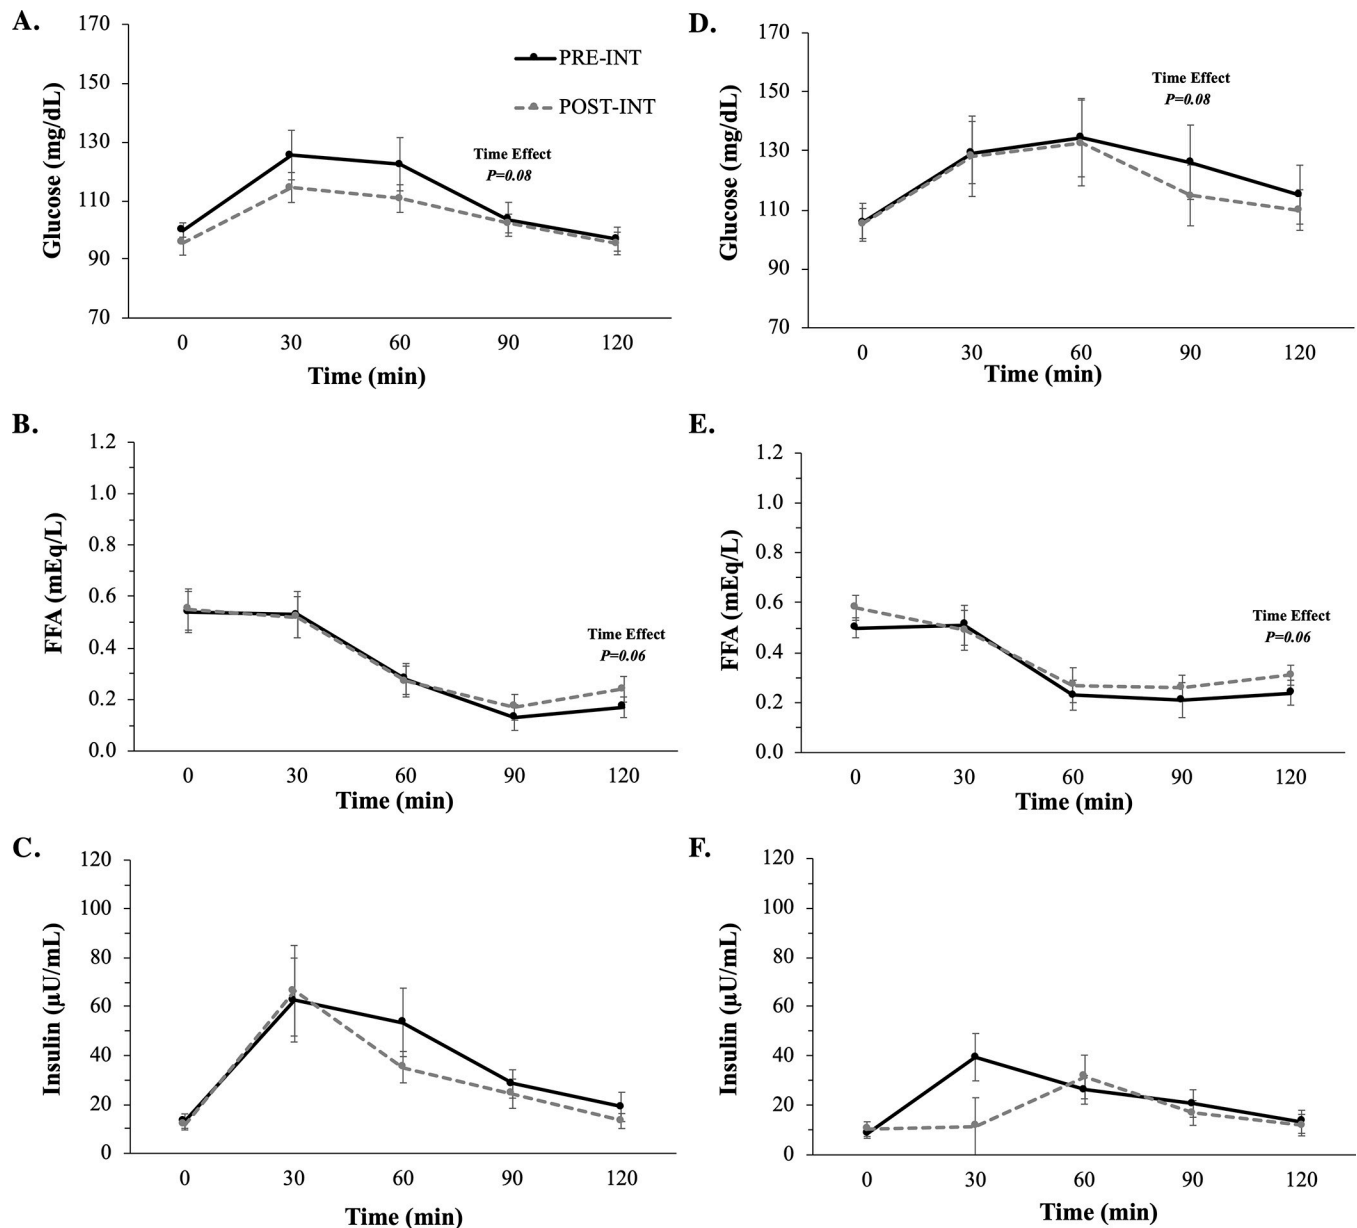 A.
170
150
130
110
90
70
Glucose (mg/dL)
PRE-INT
POST-INT
Time Effect
P=0.08
0 30 60 90 120
Time (min)
D.
170
150
130
110
90
70
Glucose (mg/dL)
Time Effect
P=0.08
0 30 60 90 120
Time (min)
B.
1.2
1.0
0.8
0.6
0.4
0.2
0.0
FFA (mEq/L)
Time Effect
P=0.06
0 30 60 90 120
Time (min)
E.
1.2
1.0
0.8
0.6
0.4
0.2
0.0
FFA (mEq/L)
Time Effect
P=0.06
0 30 60 90 120
Time (min)
C.
120
100
80
60
40
20
0
Insulin (µU/mL)
0 30 60 90 120
Time (min)
F.
120
100
80
60
40
20
0
Insulin (µU/mL)
0 30 60 90 120
Time (min)